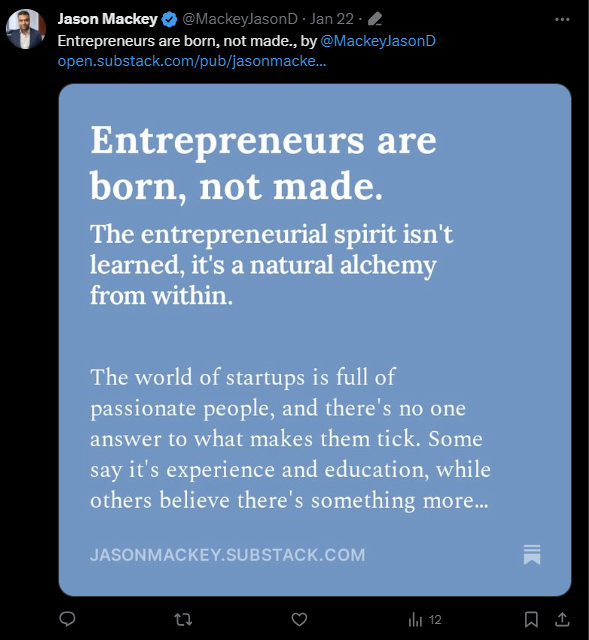 Jason Mackey @MackeyJasonD · Jan 22 ·
Entrepreneurs are born, not made., by @MackeyJasonD
open.substack.com/pub/jasonmacke…
Entrepreneurs are
born, not made.
The entrepreneurial spirit isn't
learned, it's a natural alchemy
from within.
The world of startups is full of
passionate people, and there's no one
answer to what makes them tick. Some
say it's experience and education, while
others believe there's something more...
JASONMACKEY.SUBSTACK.COM
12